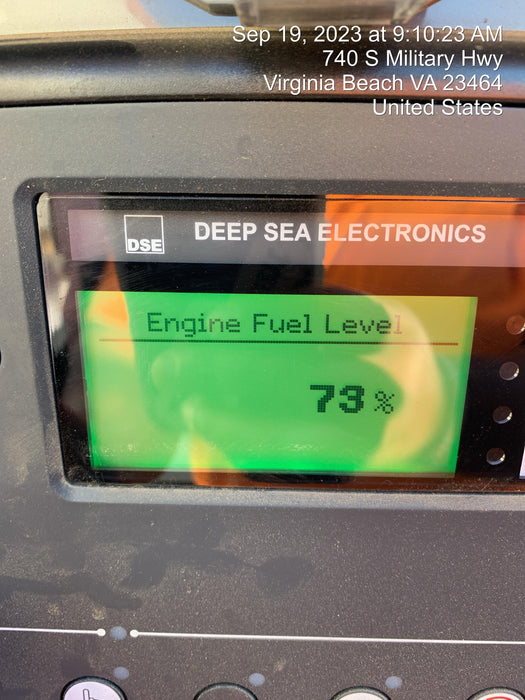 Sep 19, 2023 at 9:10:23 AM
740 S Military Hwy
Virginia Beach VA 23464
United States
DSE DEEP SEA ELECTRONICS
Engine Fuel Level
73 %